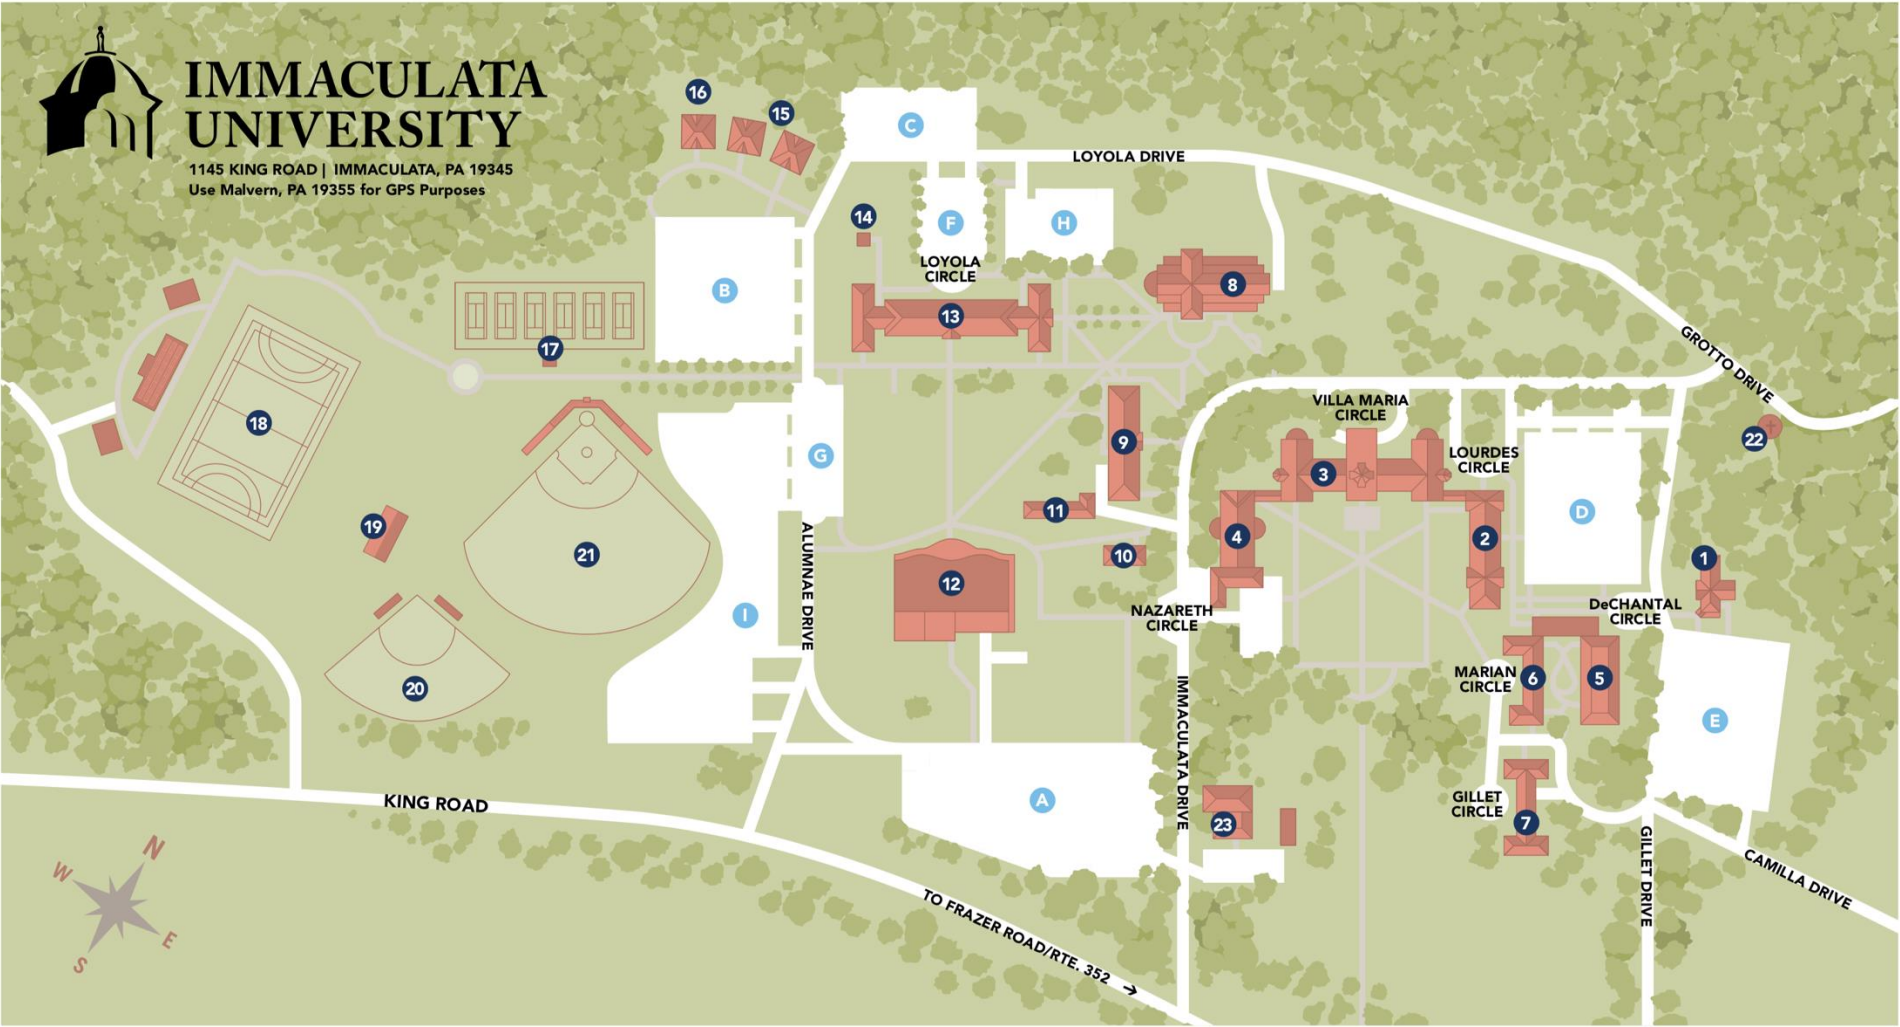 IMMACULATA
UNIVERSITY
1145 KING ROAD | IMMACULATA, PA 19345
Use Malvern, PA 19355 for GPS Purposes
16
15
C
LOYOLA DRIVE
14
F
H
LOYOLA
CIRCLE
B
8
13
17
GROTTO DRIVE
VILLA MARIA
CIRCLE
18
9
22
G
LOURDES
CIRCLE
3
11
D
19
21
ALUMNAE DRIVE
4
2
10
1
12
I
NAZARETH
CIRCLE
DeCHANTAL
CIRCLE
20
IMMACULATA DRIVE
MARIAN
CIRCLE
6
5
E
KING ROAD
A
GILLET
CIRCLE
23
7
GILLET DRIVE
CAMILLA DRIVE
TO FRAZER ROAD/RTE. 352 →
N
W
E
S